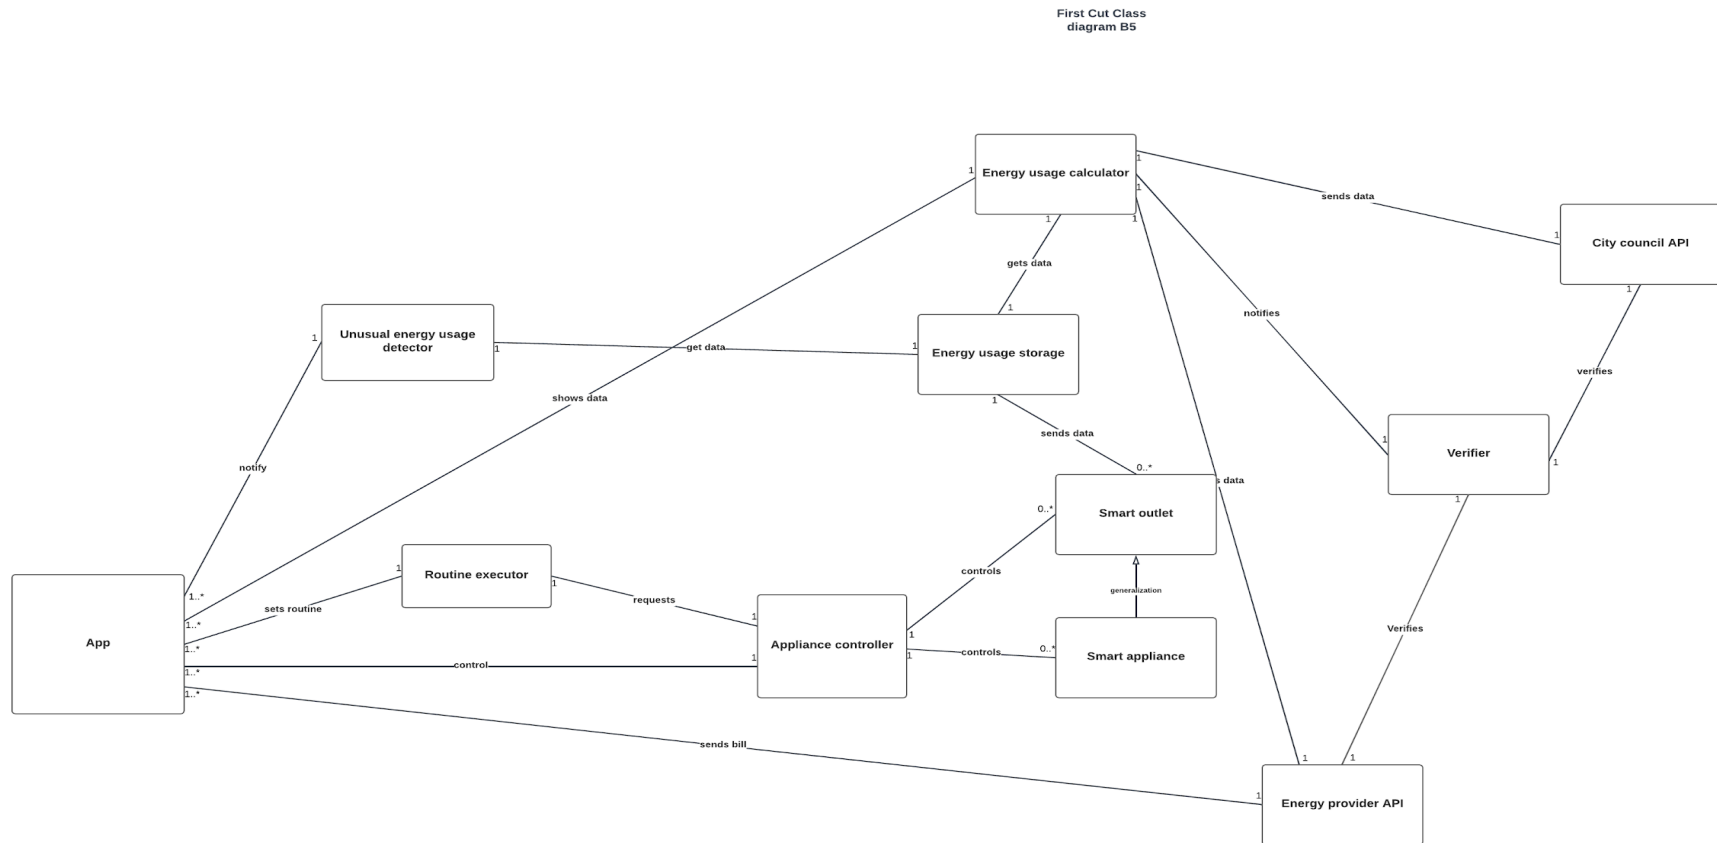 First Cut Class
diagram B5
Energy usage calculator
1
1
1
1
1
sends data
1
City council API
1
gets data
1
notifies
Unusual energy usage
detector
1
1
get data
1
Energy usage storage
1
shows data
verifies
sends data
1
Verifier
1
1
notify
0..*
data
Smart outlet
0..*
Routine executor
1
1
controls
generalization
requests
sets routine
1..*
1..*
1..*
1..*
1..*
App
1
1
Appliance controller
1
1
controls
0..*
Smart appliance
control
Verifies
sends bill
1
1
1
Energy provider API